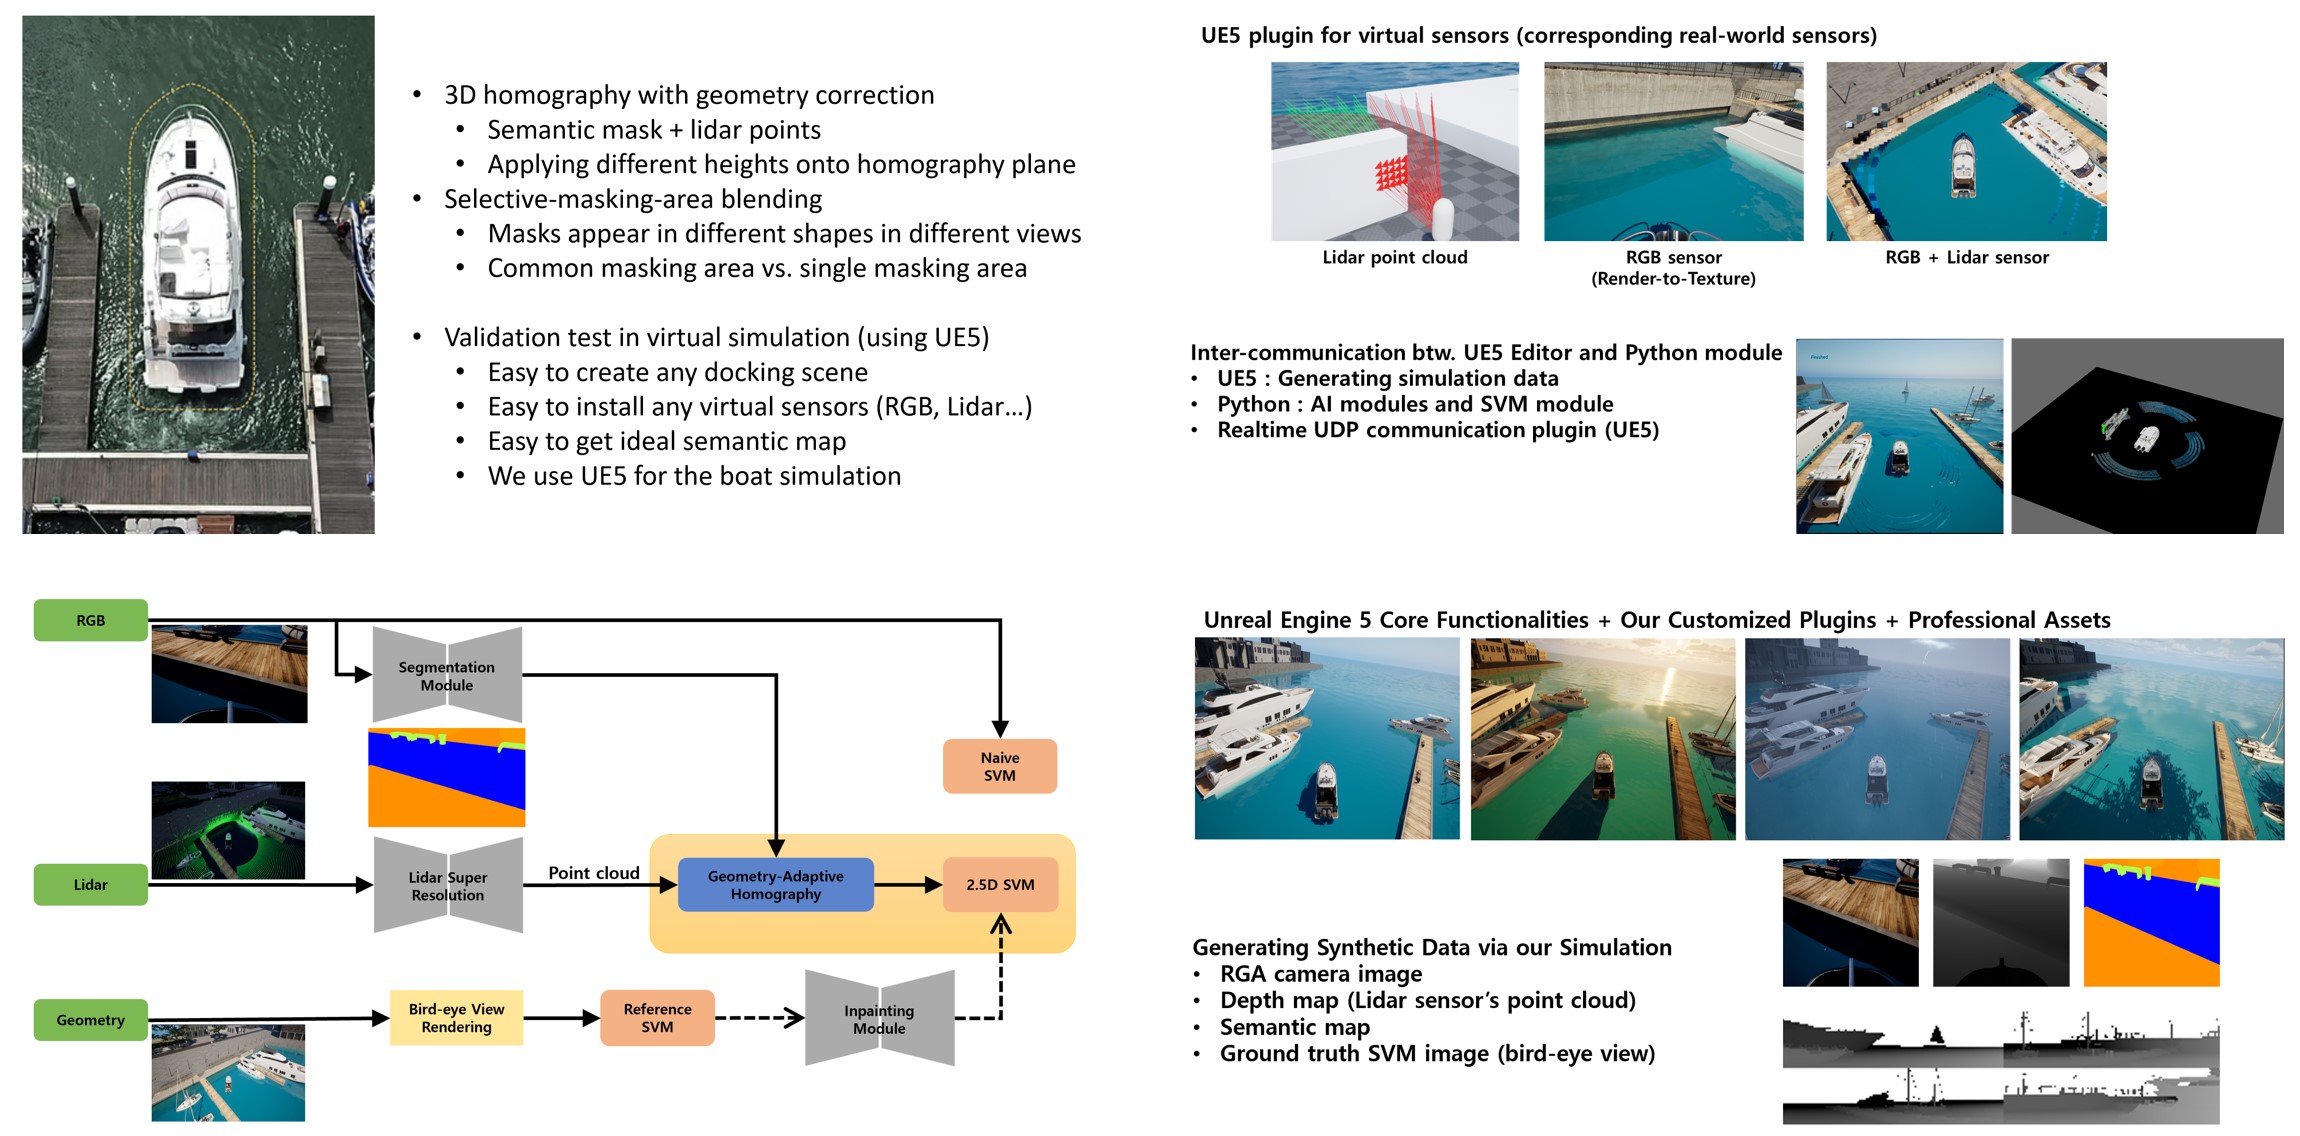 • 3D homography with geometry correction
• Semantic mask + lidar points
• Applying different heights onto homography plane
• Selective-masking-area blending
• Masks appear in different shapes in different views
• Common masking area vs. single masking area
• Validation test in virtual simulation (using UE5)
• Easy to create any docking scene
• Easy to install any virtual sensors (RGB, Lidar…)
• Easy to get ideal semantic map
• We use UE5 for the boat simulation
UE5 plugin for virtual sensors (corresponding real-world sensors)
Lidar point cloud
RGB sensor
(Render-to-Texture)
RGB + Lidar sensor
Inter-communication btw. UE5 Editor and Python module
• UE5 : Generating simulation data
• Python : AI modules and SVM module
• Realtime UDP communication plugin (UE5)
RGB
Segmentation
Module
Naive
SVM
Lidar
Lidar Super
Resolution
Point cloud
Geometry-Adaptive
Homography
2.5D SVM
Geometry
Bird-eye View
Rendering
Reference
SVM
Inpainting
Module
Unreal Engine 5 Core Functionalities + Our Customized Plugins + Professional Assets
Generating Synthetic Data via our Simulation
• RGA camera image
• Depth map (Lidar sensor's point cloud)
• Semantic map
• Ground truth SVM image (bird-eye view)